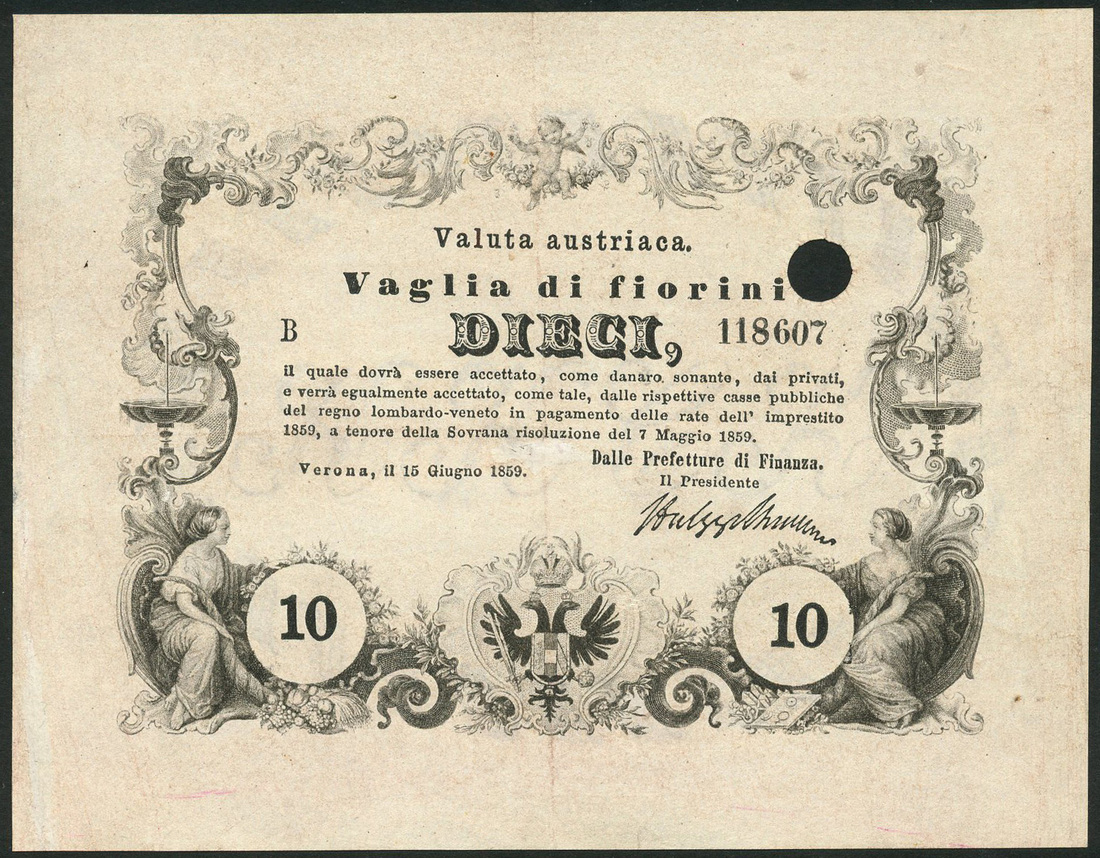 Valuta austriaca.
Vaglia di fiorini
B DIECI, 118607
il quale dovrà essere accettato, come danaro sonante, dai privati,
e verrà egualmente accettato, come tale, dalle rispettive casse pubbliche
del regno lombardo-veneto in pagamento delle rate dell' imprestito
1859, a tenore della Sovrana risoluzione del 7 Maggio 1859.
Verona, il 15 Giugno 1859.
Dalle Prefetture di Finanza.
Il Presidente
10
10